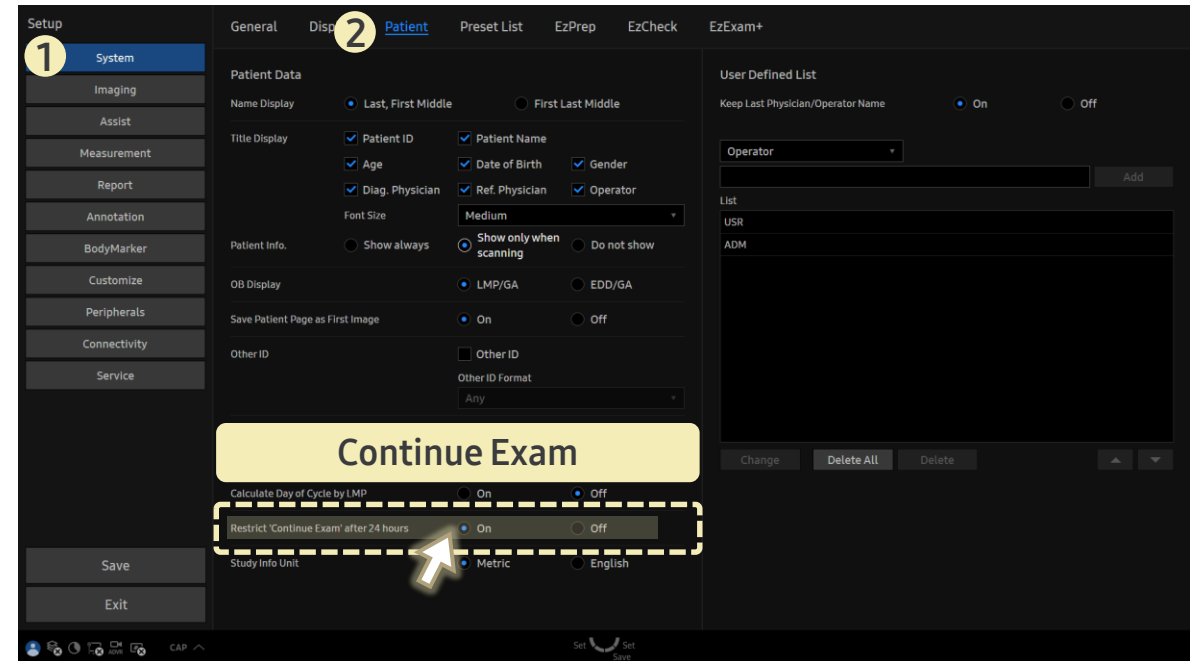 Setup
General Disp Patient Preset List EzPrep EzCheck EzExam+
1
2
System
Imaging
Assist
Measurement
Report
Annotation
BodyMarker
Customize
Peripherals
Connectivity
Service
Save
Exit
Patient Data
Name Display Last, First Middle First Last Middle
Title Display Patient ID Patient Name
Age Date of Birth Gender
Diag. Physician Ref. Physician Operator
Font Size Medium
Patient Info. Show always Show only when scanning Do not show
OB Display LMP/GA EDD/GA
Save Patient Page as First Image On Off
Other ID Other ID
Other ID Format
Any
Continue Exam
Calculate Day of Cycle by LMP On Off
Restrict 'Continue Exam' after 24 hours On Off
Study Info Unit Metric English
User Defined List
Keep Last Physician/Operator Name On Off
Operator
Add
List
USR
ADM
Change Delete All Delete
CAP
Set Set
Save